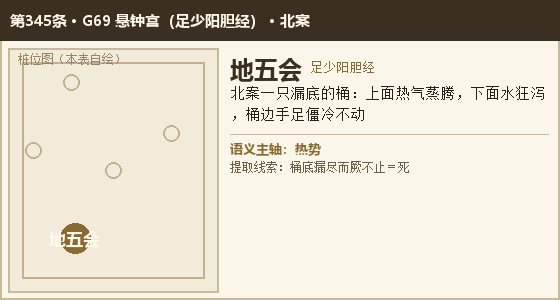 第345条・G69 悬钟宫（足少阳胆经）・北案
桩位图（本表自绘）
地五会
地五会 足少阳胆经
北案一只漏底的桶：上面热气蒸腾，下面水狂泻
，桶边手足僵冷不动
语义主轴：热势
提取线索：桶底漏尽而厥不止＝死